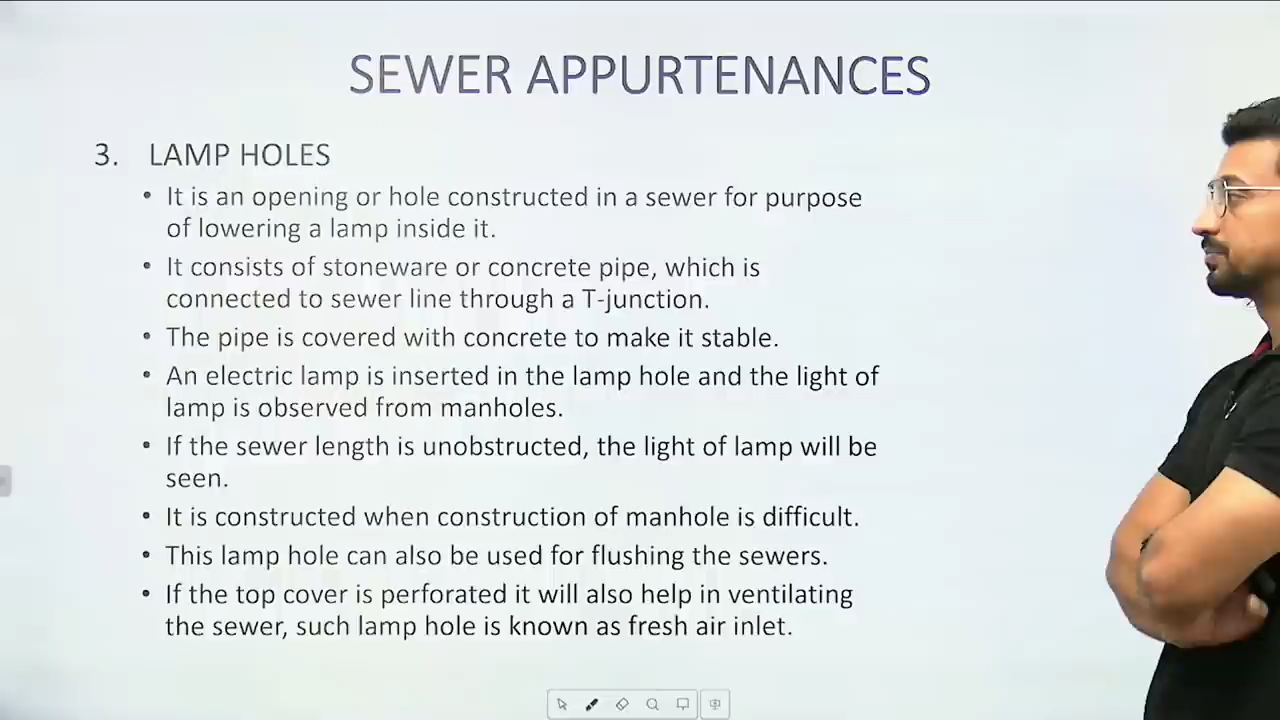 SEWER APPURTENANCES
3. LAMP HOLES
• It is an opening or hole constructed in a sewer for purpose
of lowering a lamp inside it.
• It consists of stoneware or concrete pipe, which is
connected to sewer line through a T-junction.
• The pipe is covered with concrete to make it stable.
• An electric lamp is inserted in the lamp hole and the light of
lamp is observed from manholes.
• If the sewer length is unobstructed, the light of lamp will be
seen.
• It is constructed when construction of manhole is difficult.
• This lamp hole can also be used for flushing the sewers.
• If the top cover is perforated it will also help in ventilating
the sewer, such lamp hole is known as fresh air inlet.